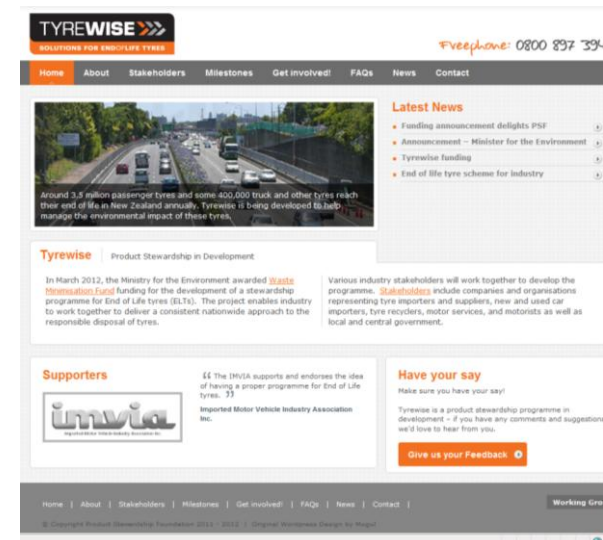 TYREWISE
SOLUTIONS FOR ENDOFLIFE TYRES
Freephone: 0800 897 394
Home About Stakeholders Milestones Get involved! FAQs News Contact
Around 3.5 million passenger tyres and some 400,000 truck and other tyres reach
their end of life in New Zealand annually. Tyrewise is being developed to help
manage the environmental impact of these tyres.
Latest News
Funding announcement delights PSF
Announcement – Minister for the Environment
Tyrewise funding
End of life tyre scheme for industry
Tyrewise Product Stewardship in Development
In March 2012, the Ministry for the Environment awarded Waste
Minimisation Fund funding for the development of a stewardship
programme for End of Life tyres (ELTs). The project enables industry
to work together to deliver a consistent nationwide approach to the
responsible disposal of tyres.
Various industry stakeholders will work together to develop the
programme. Stakeholders include companies and organisations
representing tyre importers and suppliers, new and used car
importers, tyre recyclers, motor services, and motorists as well as
local and central government.
Supporters
imvia
Imported Motor Vehicle Industry Association Inc.
“ The IMVIA supports and endorses the idea
of having a proper programme for End of Life
tyres. ”
Imported Motor Vehicle Industry Association
Inc.
Have your say
Make sure you have your say!
Tyrewise is a product stewardship programme in
development – if you have any comments and suggestions
we'd love to hear from you.
Give us your Feedback
Home | About | Stakeholders | Milestones | Get involved! | FAQs | News | Contact |
Working Gro
© Copyright Product Stewardship Foundation 2011 - 2012 | Original Wordpress Design by Mogul